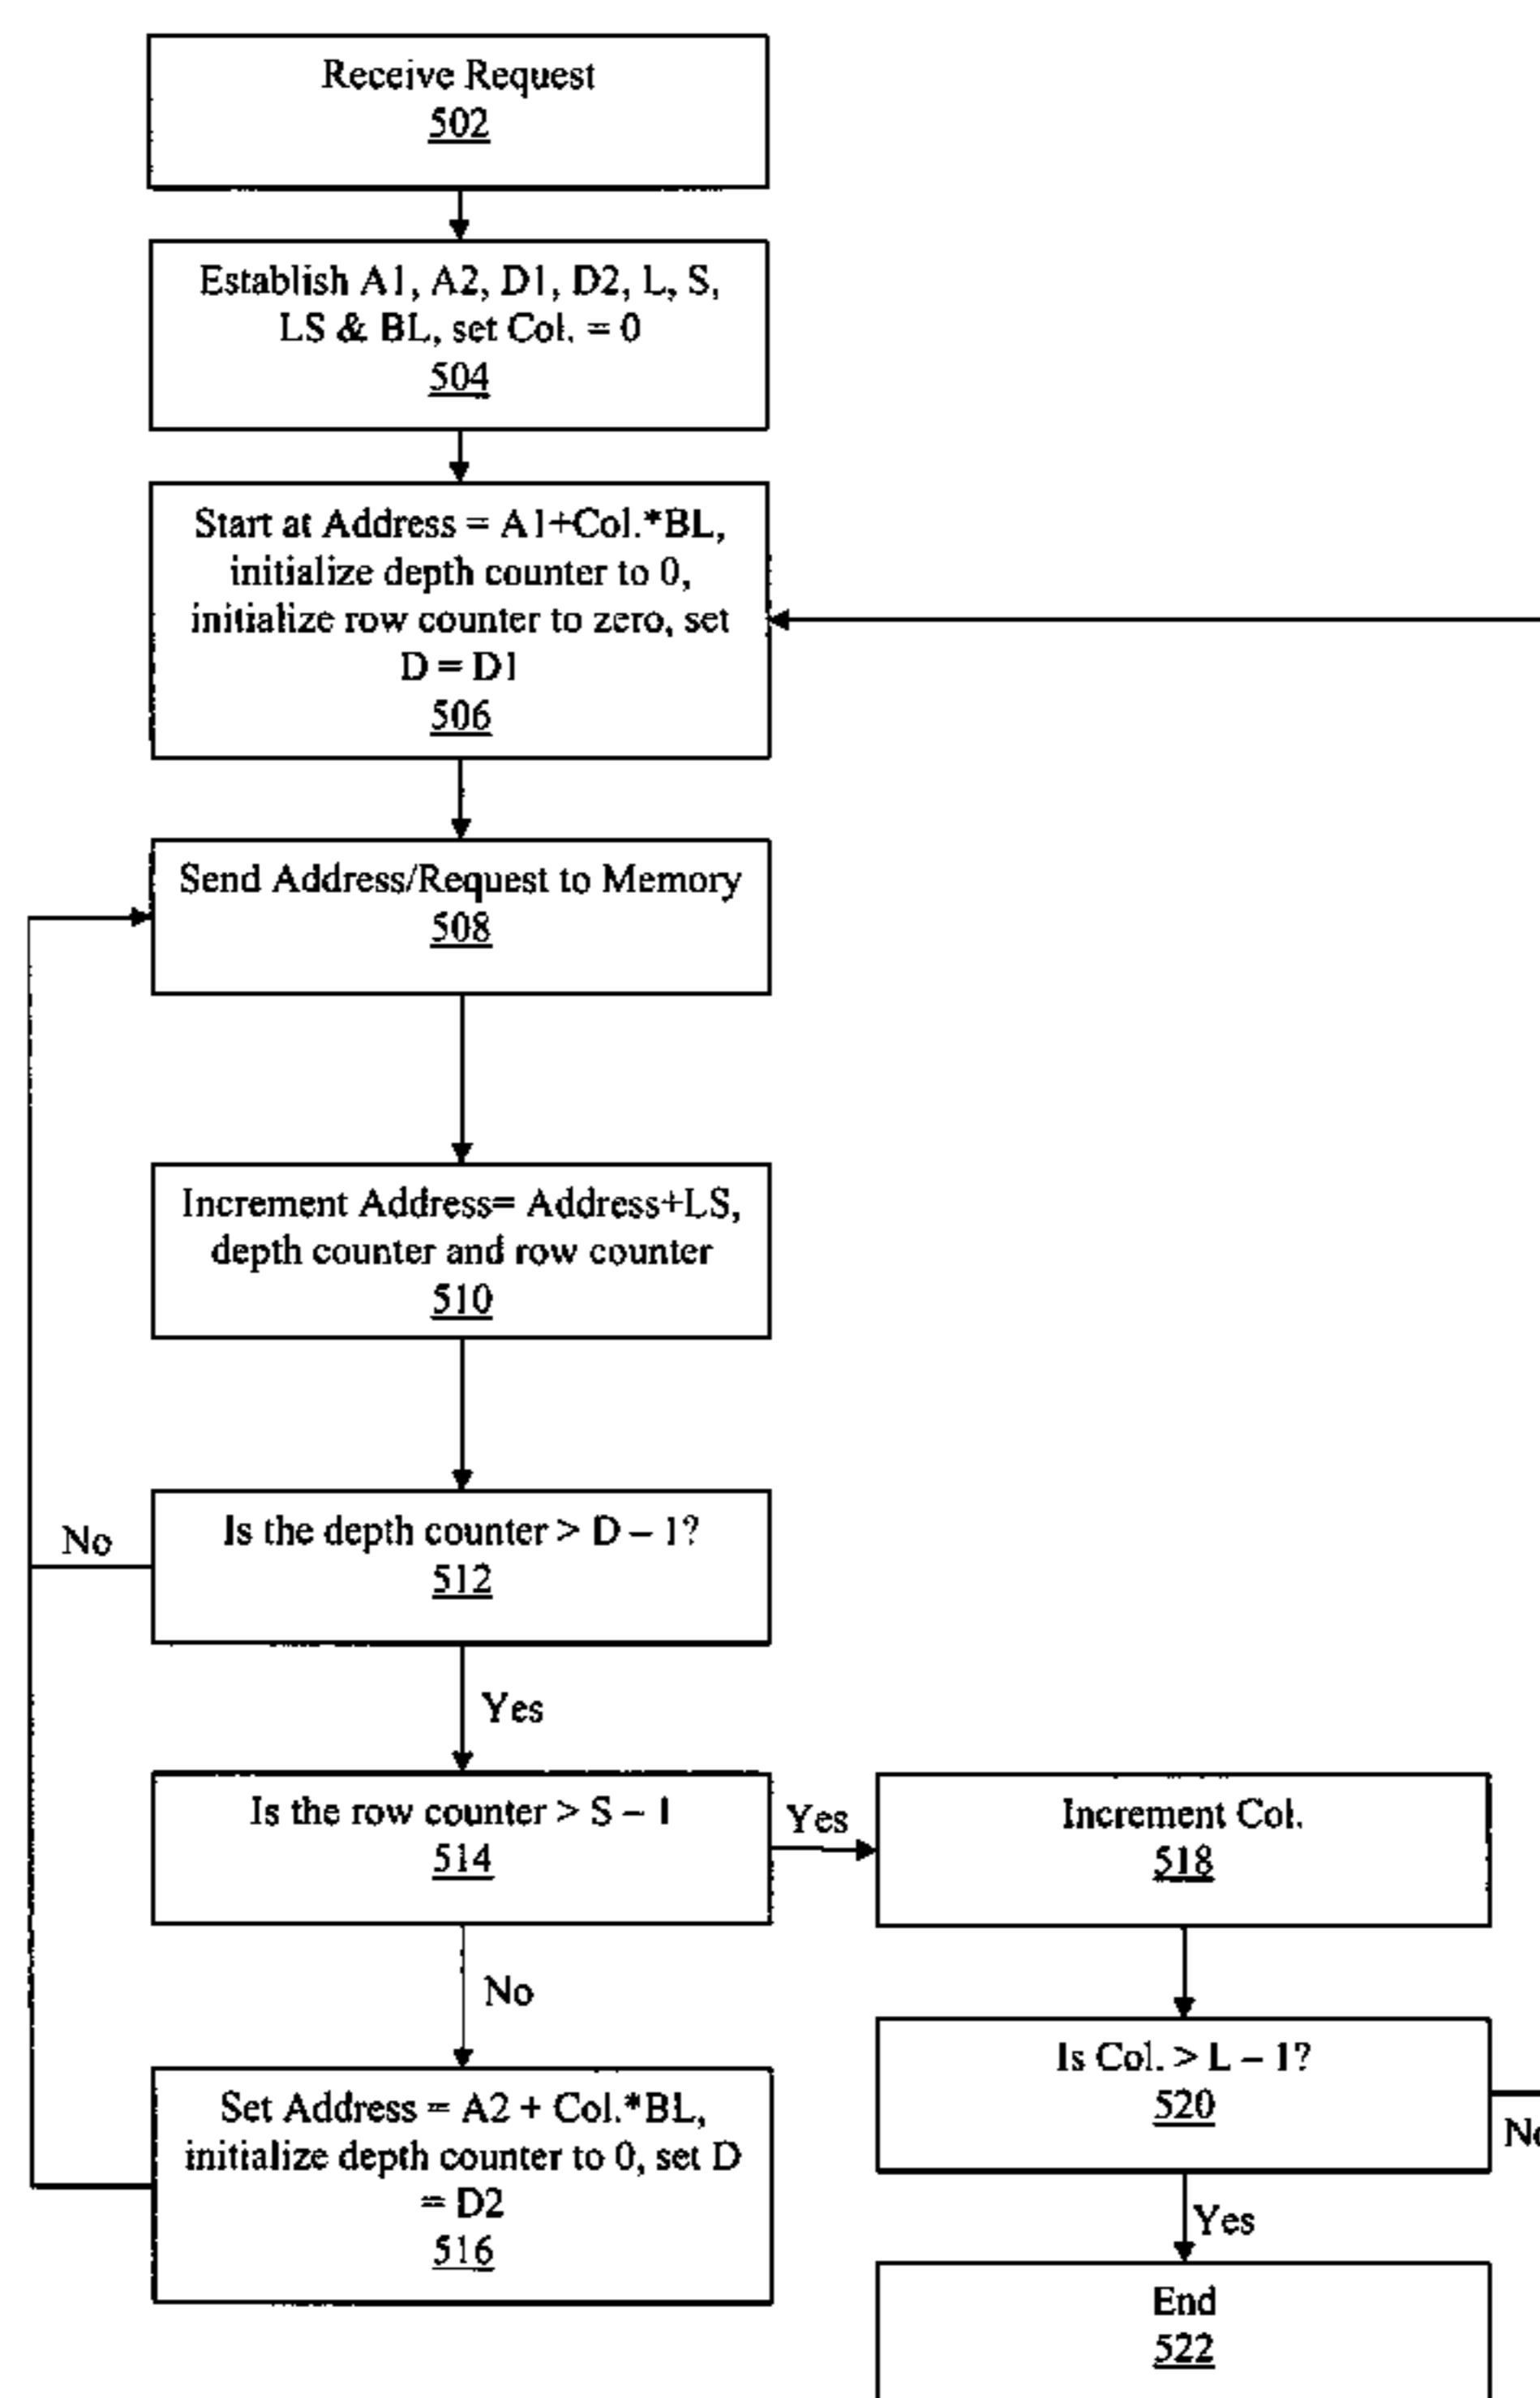 Receive Request
502
Establish A1, A2, D1, D2, L, S,
LS & BL, set Col. = 0
504
Start at Address = A1+Col.*BL,
initialize depth counter to 0,
initialize row counter to zero, set
D = D1
506
Send Address/Request to Memory
508
Increment Address= Address+LS,
depth counter and row counter
510
Is the depth counter > D – 1?
512
No
Yes
Is the row counter > S – 1
514
Yes
Increment Col.
518
No
Is Col. > L – 1?
520
No
Set Address = A2 + Col.*BL,
initialize depth counter to 0, set D
= D2
516
Yes
End
522